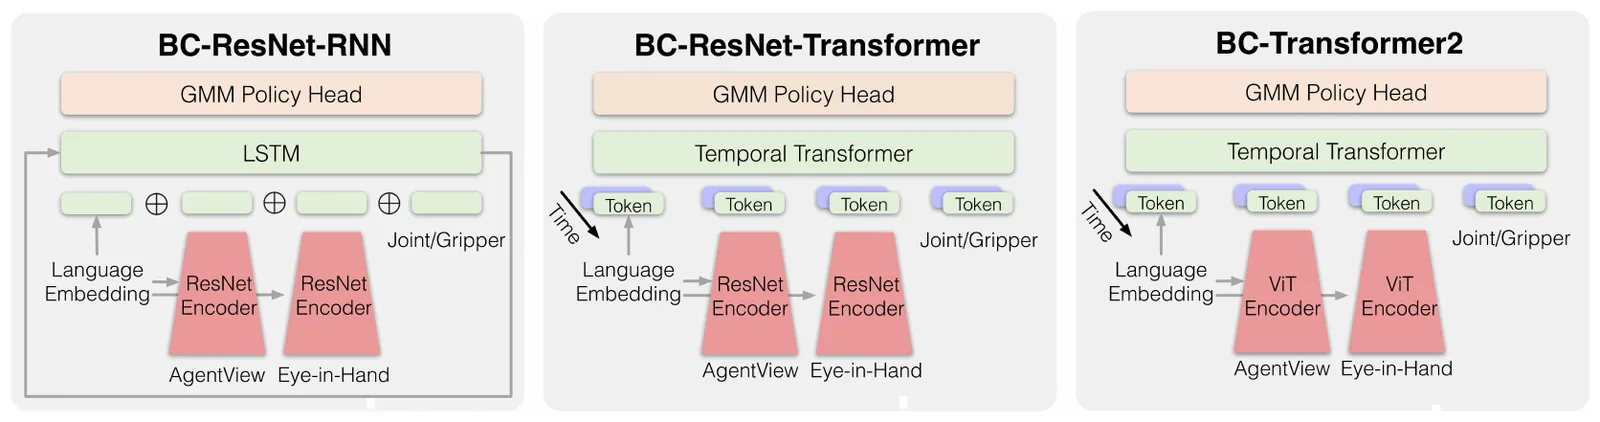 BC-ResNet-RNN
GMM Policy Head
LSTM
Joint/Gripper
Language
Embedding
ResNet
Encoder
ResNet
Encoder
AgentView
Eye-in-Hand
BC-ResNet-Transformer
GMM Policy Head
Temporal Transformer
Time
Token
Token
Token
Token
Joint/Gripper
Language
Embedding
ResNet
Encoder
ResNet
Encoder
AgentView
Eye-in-Hand
BC-Transformer2
GMM Policy Head
Temporal Transformer
Time
Token
Token
Token
Token
Joint/Gripper
Language
Embedding
ViT
Encoder
ViT
Encoder
AgentView
Eye-in-Hand